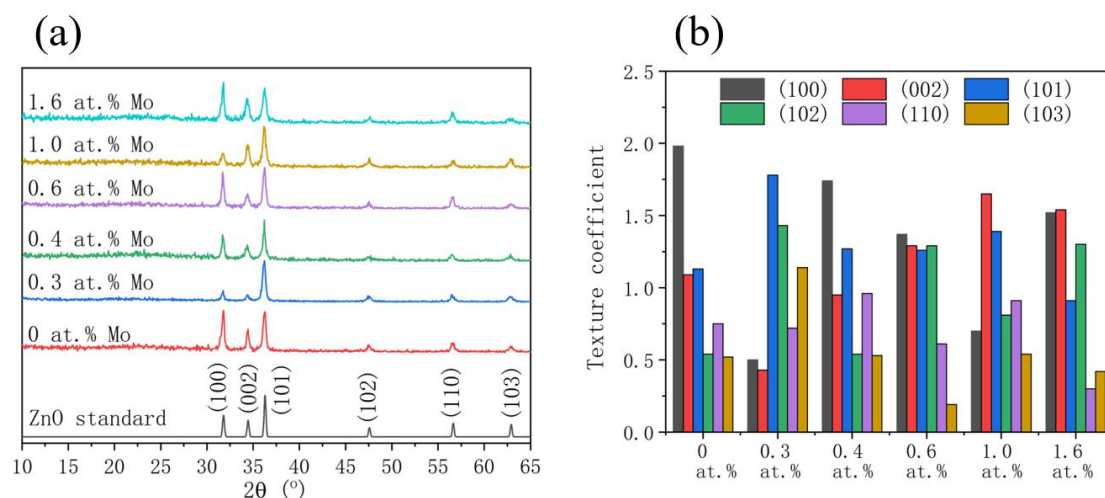 (a)
1.6 at.% Mo
1.0 at.% Mo
0.6 at.% Mo
0.4 at.% Mo
0.3 at.% Mo
0 at.% Mo
(100) (002) (101) (102) (110) (103)
ZnO standard
10 15 20 25 30 35 40 45 50 55 60 65
2θ (°)
(b)
2.5
2.0
1.5
1.0
0.5
0.0
Texture coefficient
(100) (002) (101)
(102) (110) (103)
0 0.3 0.4 0.6 1.0 1.6
at.% at.% at.% at.% at.% at.%